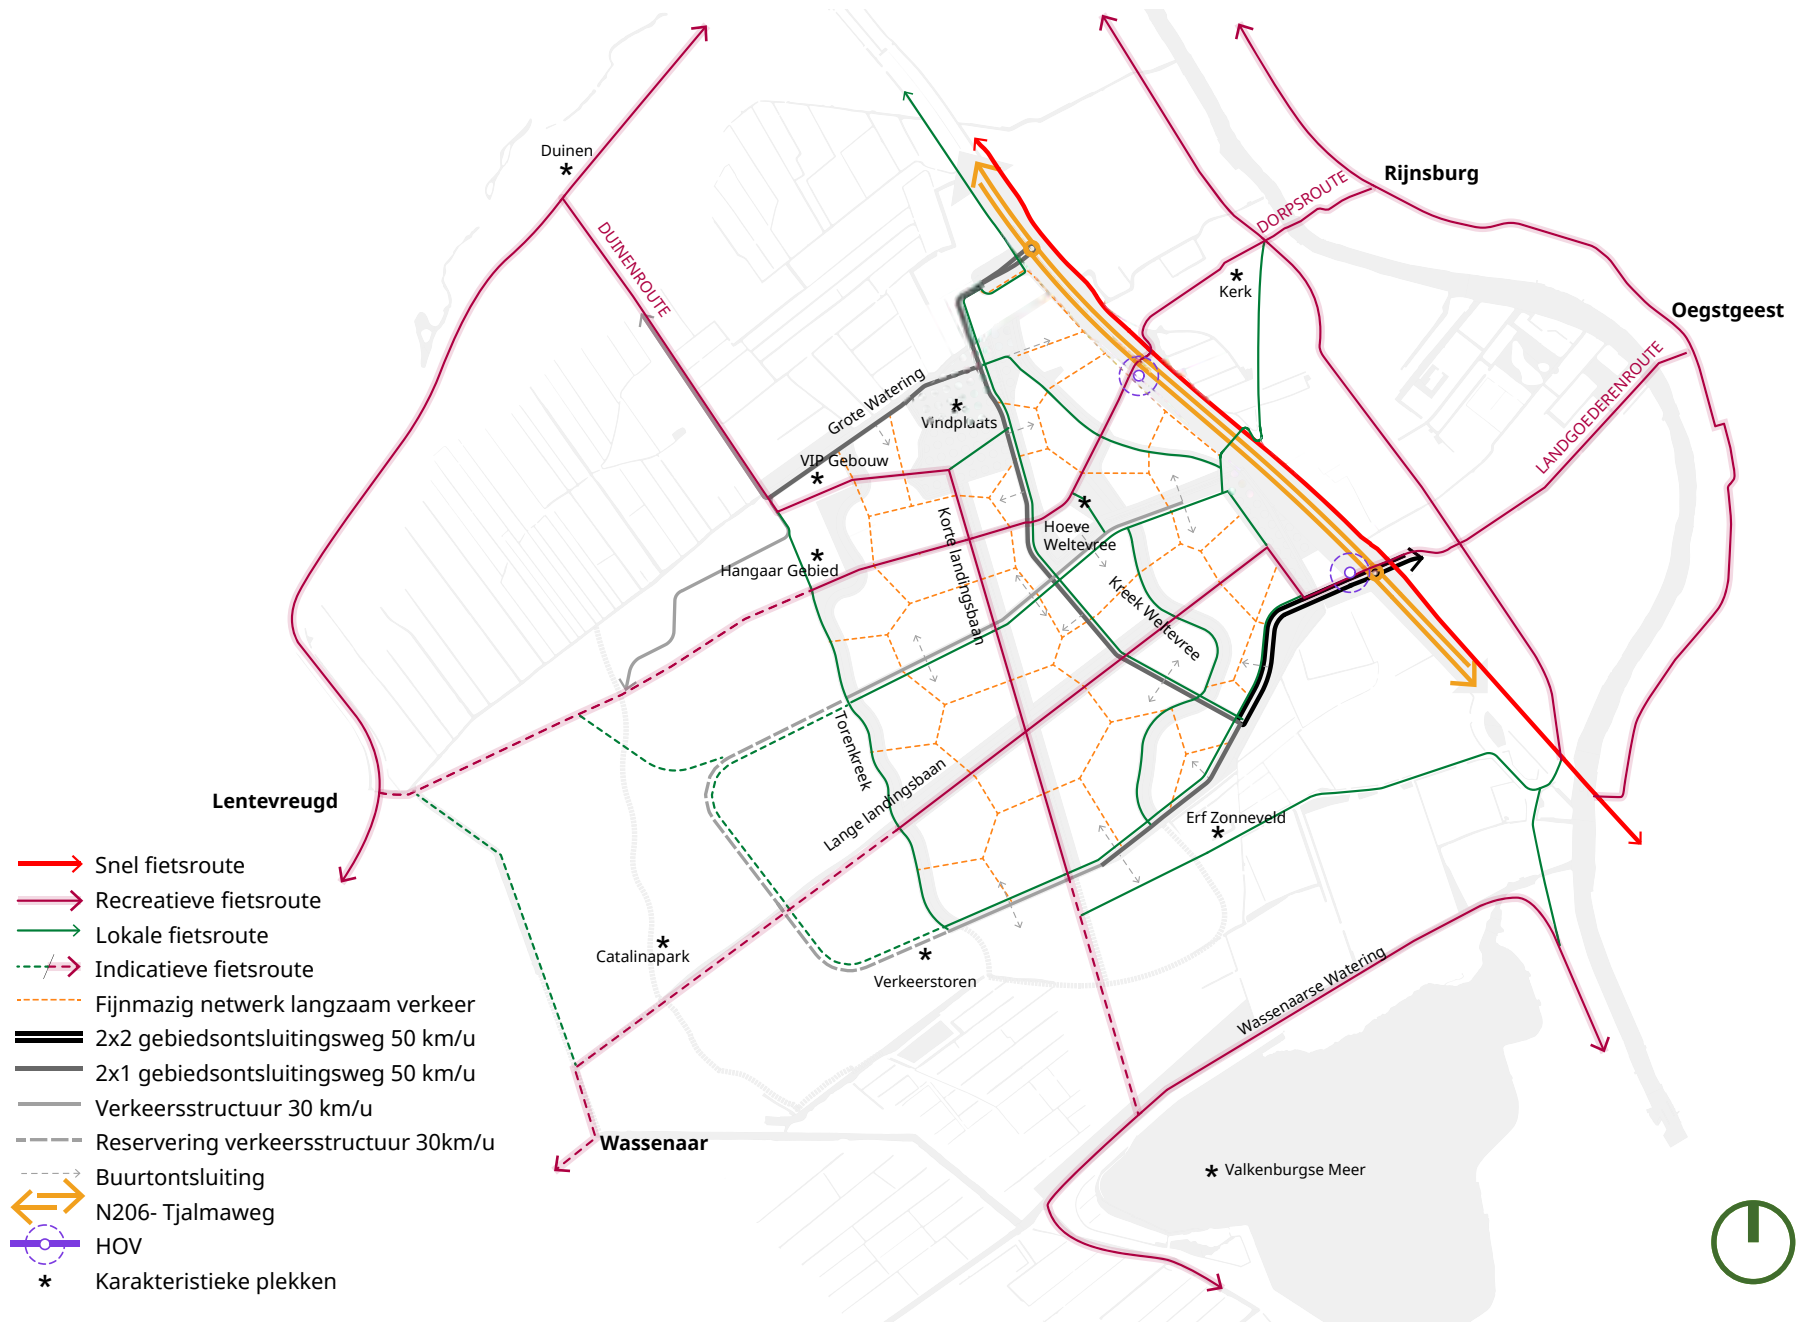 Duinen
*
Rijnsburg
DORPSROUTE
DUINENROUTE
*
Kerk
Oegstgeest
LANDGOEDERENROUTE
Grote Watering
*
Vindplaats
VIP Gebouw
*
Korte landingsbaan
*
Hoeve
Weltevree
*
Hangaar Gebied
Kreek Weltevree
Torenkreek
Lange landingsbaan
Lentevreugd
Erf Zonneveld
*
*
Catalinapark
*
Verkeerstoren
Wassenaarse Watering
Wassenaar
* Valkenburgse Meer
Snel fietsroute
Recreatieve fietsroute
Lokale fietsroute
Indicatieve fietsroute
Fijnmazig netwerk langzaam verkeer
2x2 gebiedsontsluitingsweg 50 km/u
2x1 gebiedsontsluitingsweg 50 km/u
Verkeersstructuur 30 km/u
Reservering verkeersstructuur 30km/u
Buurtontsluiting
N206- Tjalmaweg
HOV
* Karakteristieke plekken